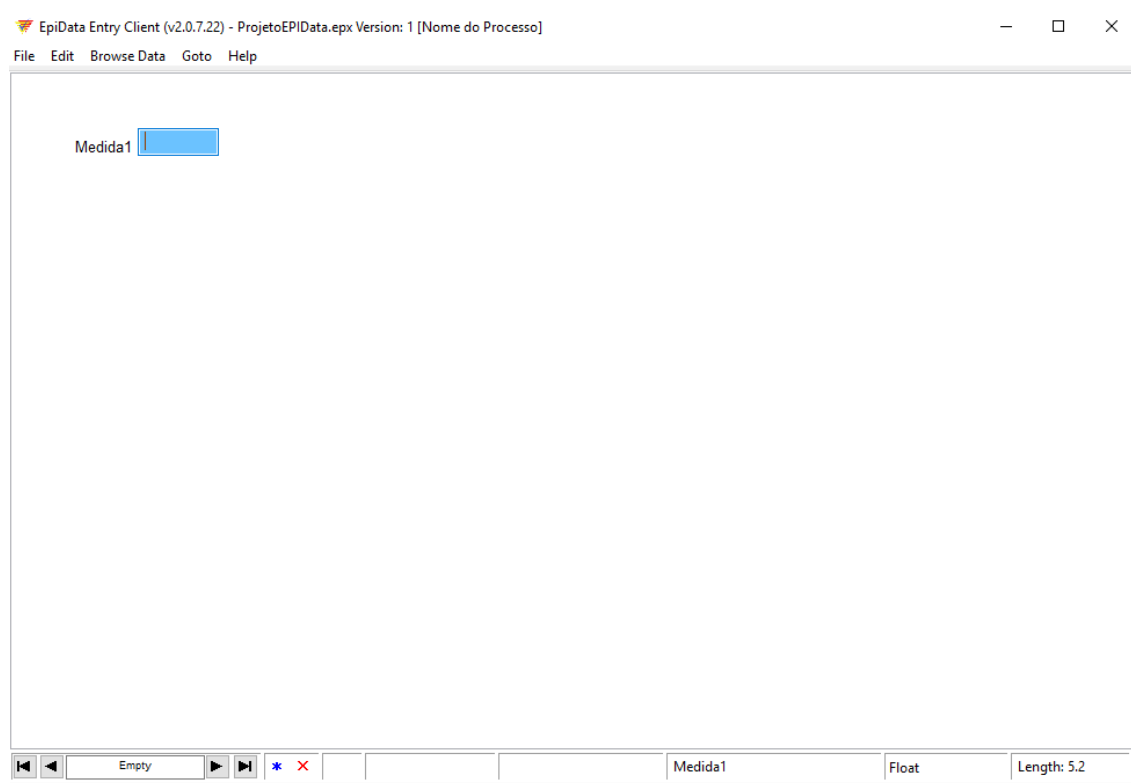 EpiData Entry Client (v2.0.7.22) - ProjetoEPIData.epx Version: 1 [Nome do Processo]
File Edit Browse Data Goto Help
Medida1
Empty Medida1 Float Length: 5.2